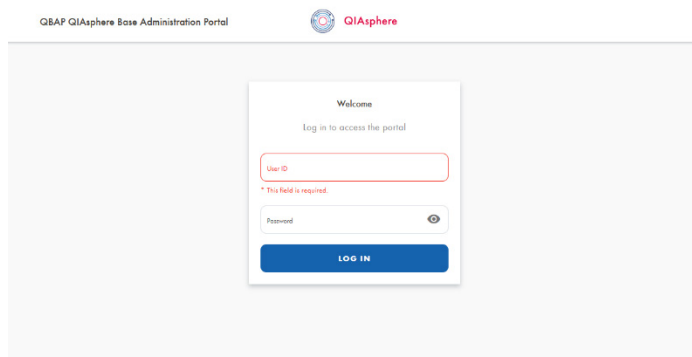 QBAP QIAsphere Base Administration Portal
QIAsphere
Welcome
Log in to access the portal
User ID
* This field is required.
Password
LOG IN